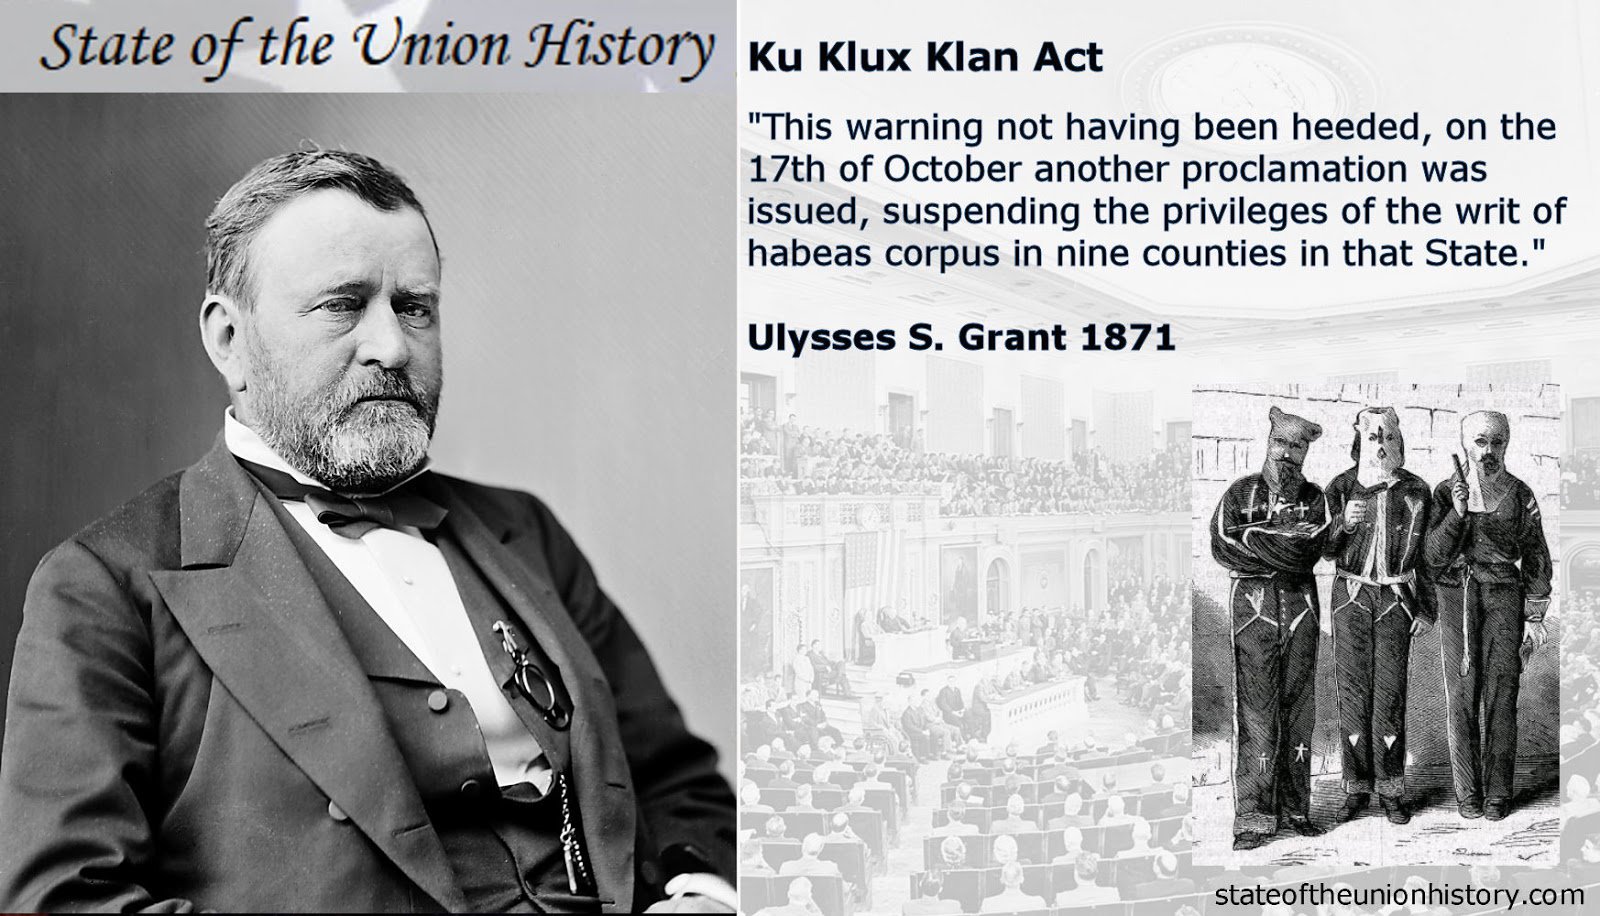 State of the Union History
Ku Klux Klan Act
"This warning not having been heeded, on the
17th of October another proclamation was
issued, suspending the privileges of the writ of
habeas corpus in nine counties in that State."
Ulysses S. Grant 1871
stateoftheunionhistory.com